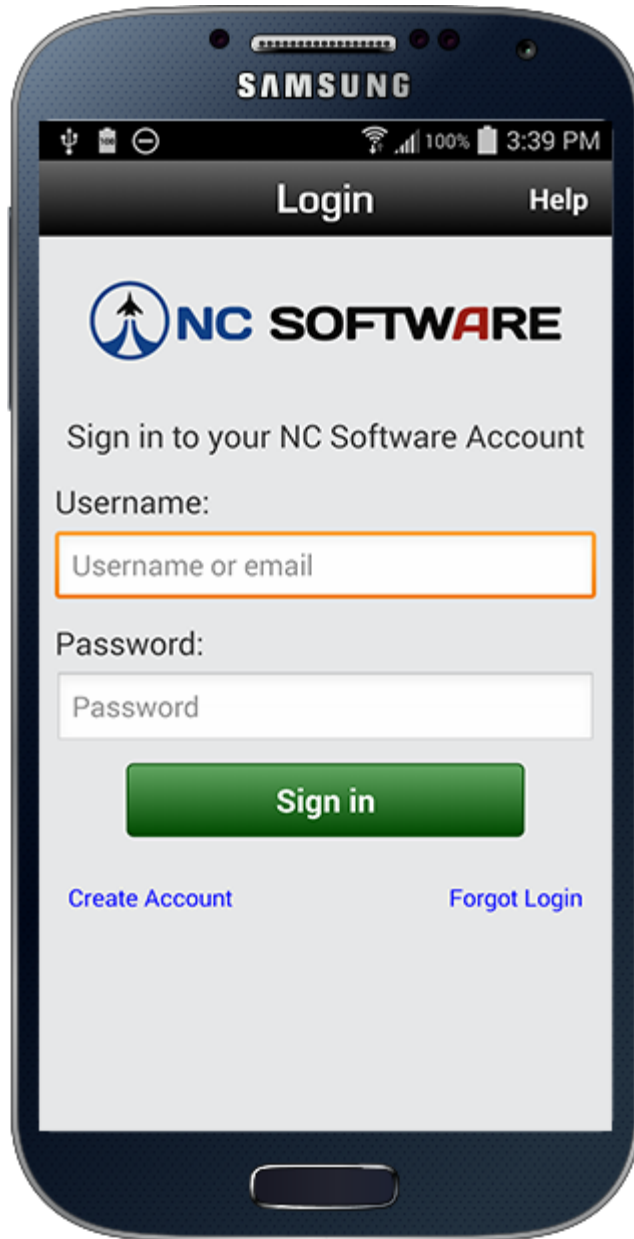 SAMSUNG
100% 3:39 PM
Login Help
NC SOFTWARE
Sign in to your NC Software Account
Username:
Username or email
Password:
Password
Sign in
Create Account Forgot Login